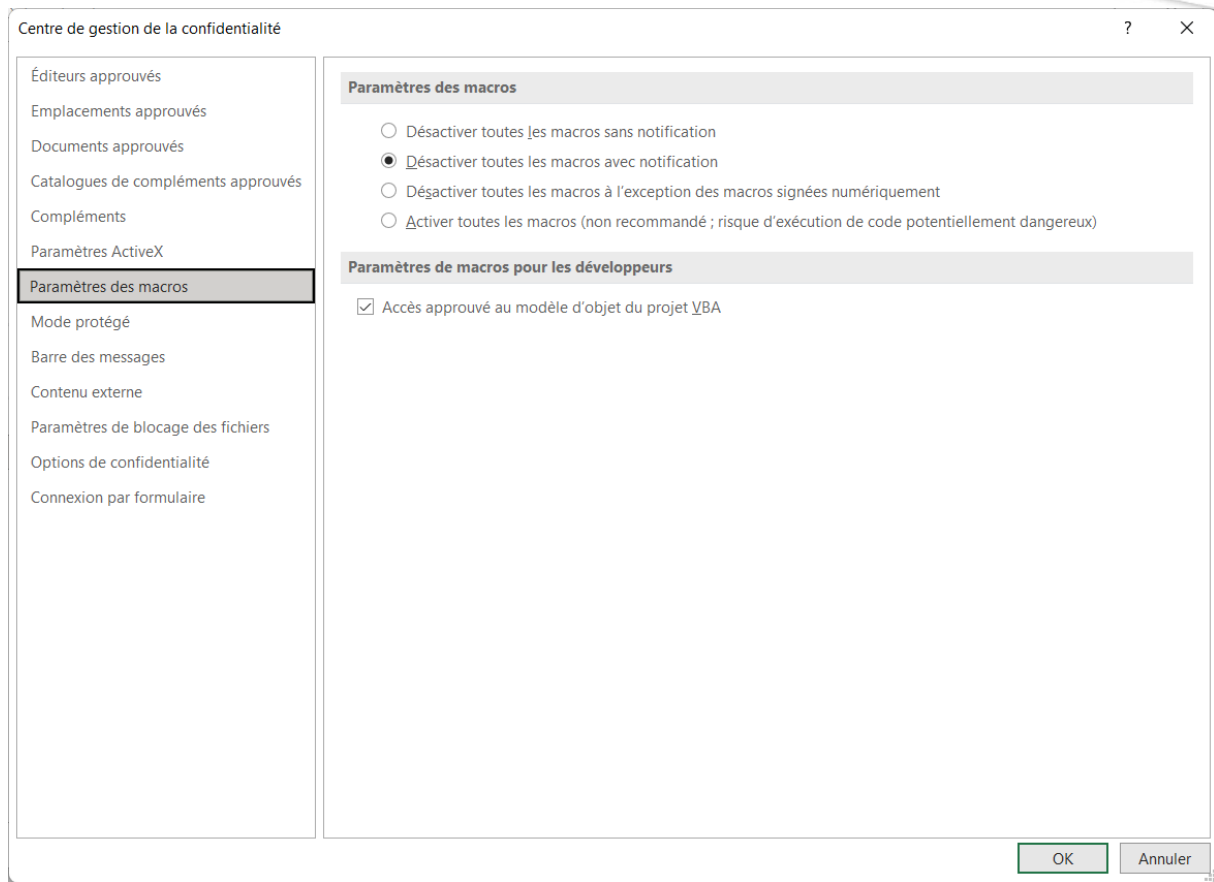 Centre de gestion de la confidentialité
?
Éditeurs approuvés
Emplacements approuvés
Documents approuvés
Catalogues de compléments approuvés
Compléments
Paramètres ActiveX
Paramètres des macros
Mode protégé
Barre des messages
Contenu externe
Paramètres de blocage des fichiers
Options de confidentialité
Connexion par formulaire
Paramètres des macros
Désactiver toutes les macros sans notification
Désactiver toutes les macros avec notification
Désactiver toutes les macros à l’exception des macros signées numériquement
Activer toutes les macros (non recommandé ; risque d’exécution de code potentiellement dangereux)
Paramètres de macros pour les développeurs
Accès approuvé au modèle d’objet du projet VBA
OK
Annuler